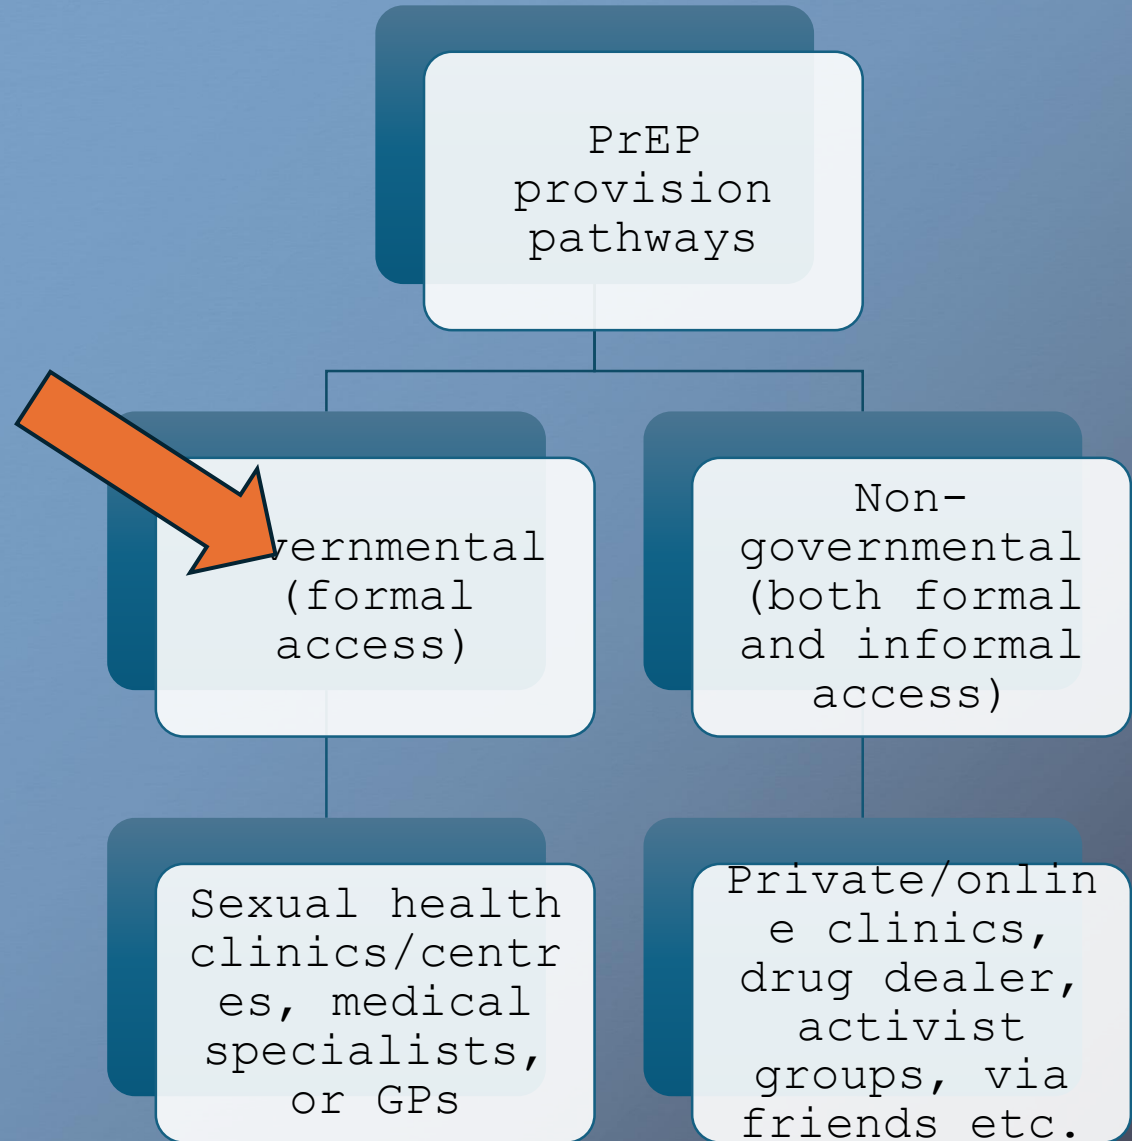 PrEP
provision
pathways
vernmental
(formal
access)
Non-
governmental
(both formal
and informal
access)
Sexual health
clinics/centr
es, medical
specialists,
or GPs
Private/onlin
e clinics,
drug dealer,
activist
groups, via
friends etc.